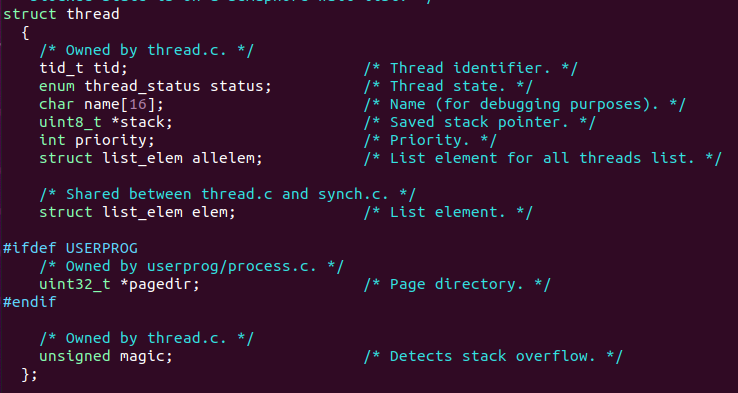 struct thread
  {
    /* Owned by thread.c. */
    tid_t tid;                          /* Thread identifier. */
    enum thread_status status;          /* Thread state. */
    char name[16];                      /* Name (for debugging purposes). */
    uint8_t *stack;                     /* Saved stack pointer. */
    int priority;                       /* Priority. */
    struct list_elem allelem;           /* List element for all threads list. */

    /* Shared between thread.c and synch.c. */
    struct list_elem elem;              /* List element. */

#ifdef USERPROG
    /* Owned by userprog/process.c. */
    uint32_t *pagedir;                  /* Page directory. */
#endif

    /* Owned by thread.c. */
    unsigned magic;                     /* Detects stack overflow. */
  };